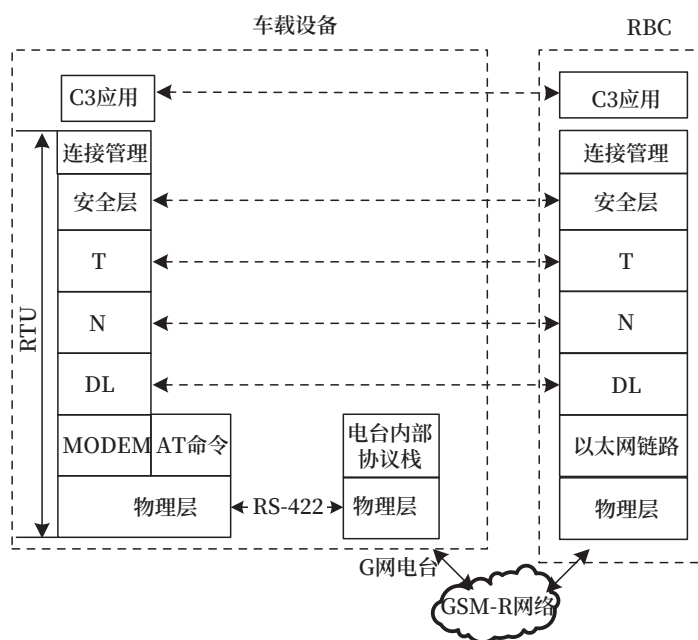 车载设备
RBC
C3应用
C3应用
RTU
连接管理
连接管理
安全层
安全层
T
T
N
N
DL
DL
MODEM
AT命令
电台内部
协议栈
以太网链路
物理层
RS-422
物理层
物理层
G网电台
GSM-R网络